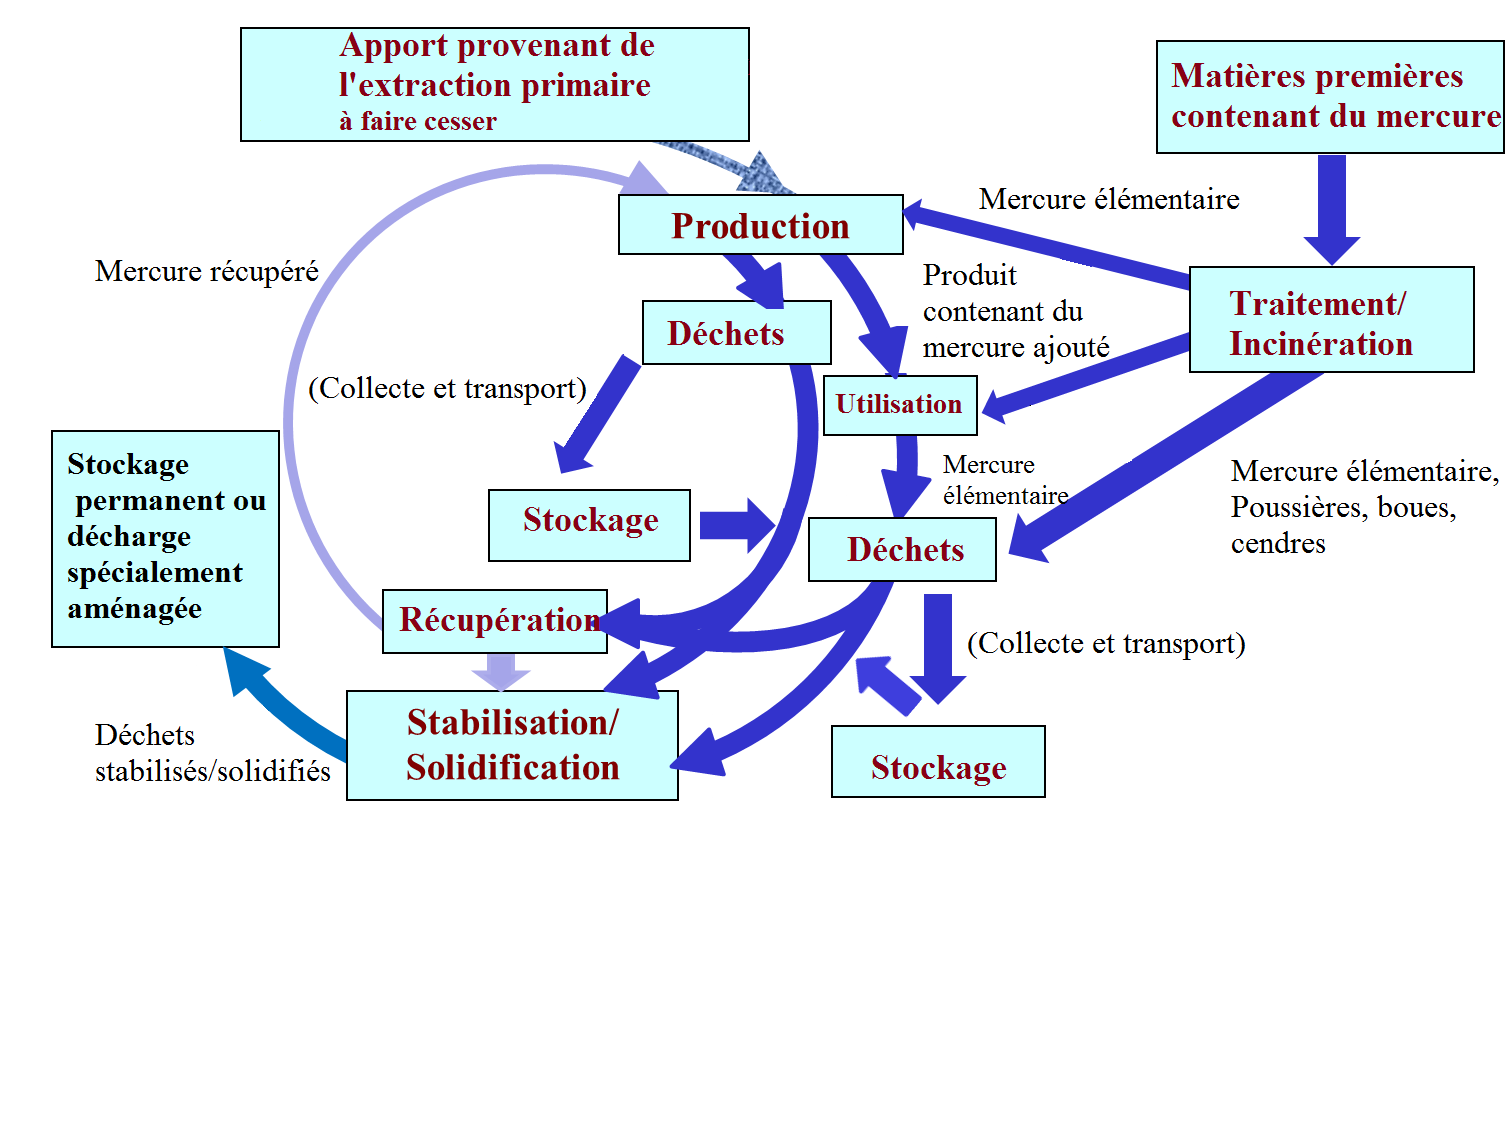 Apport provenant de
l'extraction primaire
à faire cesser
Matières premières
contenant du mercure
Mercure élémentaire
Production
Mercure récupéré
Produit
contenant du
mercure ajouté
Traitement/
Incinération
Déchets
(Collecte et transport)
Utilisation
Stockage
permanent ou
décharge
spécialement
aménagée
Mercure
élémentaire
Mercure élémentaire,
Poussières, boues,
cendres
Stockage
Déchets
Récupération
(Collecte et transport)
Stabilisation/
Solidification
Déchets
stabilisés/solidifiés
Stockage